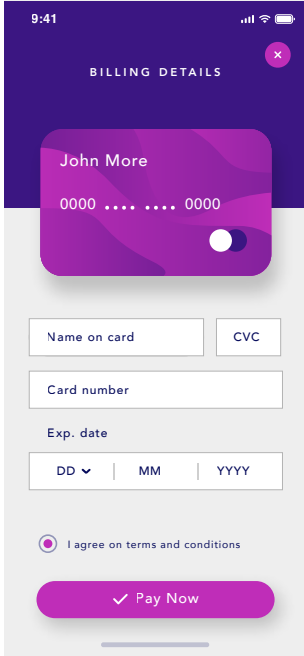 9:41
BILLING DETAILS
John More
0000 .... .... 0000
Name on card CVC
Card number
Exp. date
DD MM YYYY
I agree on terms and conditions
Pay Now